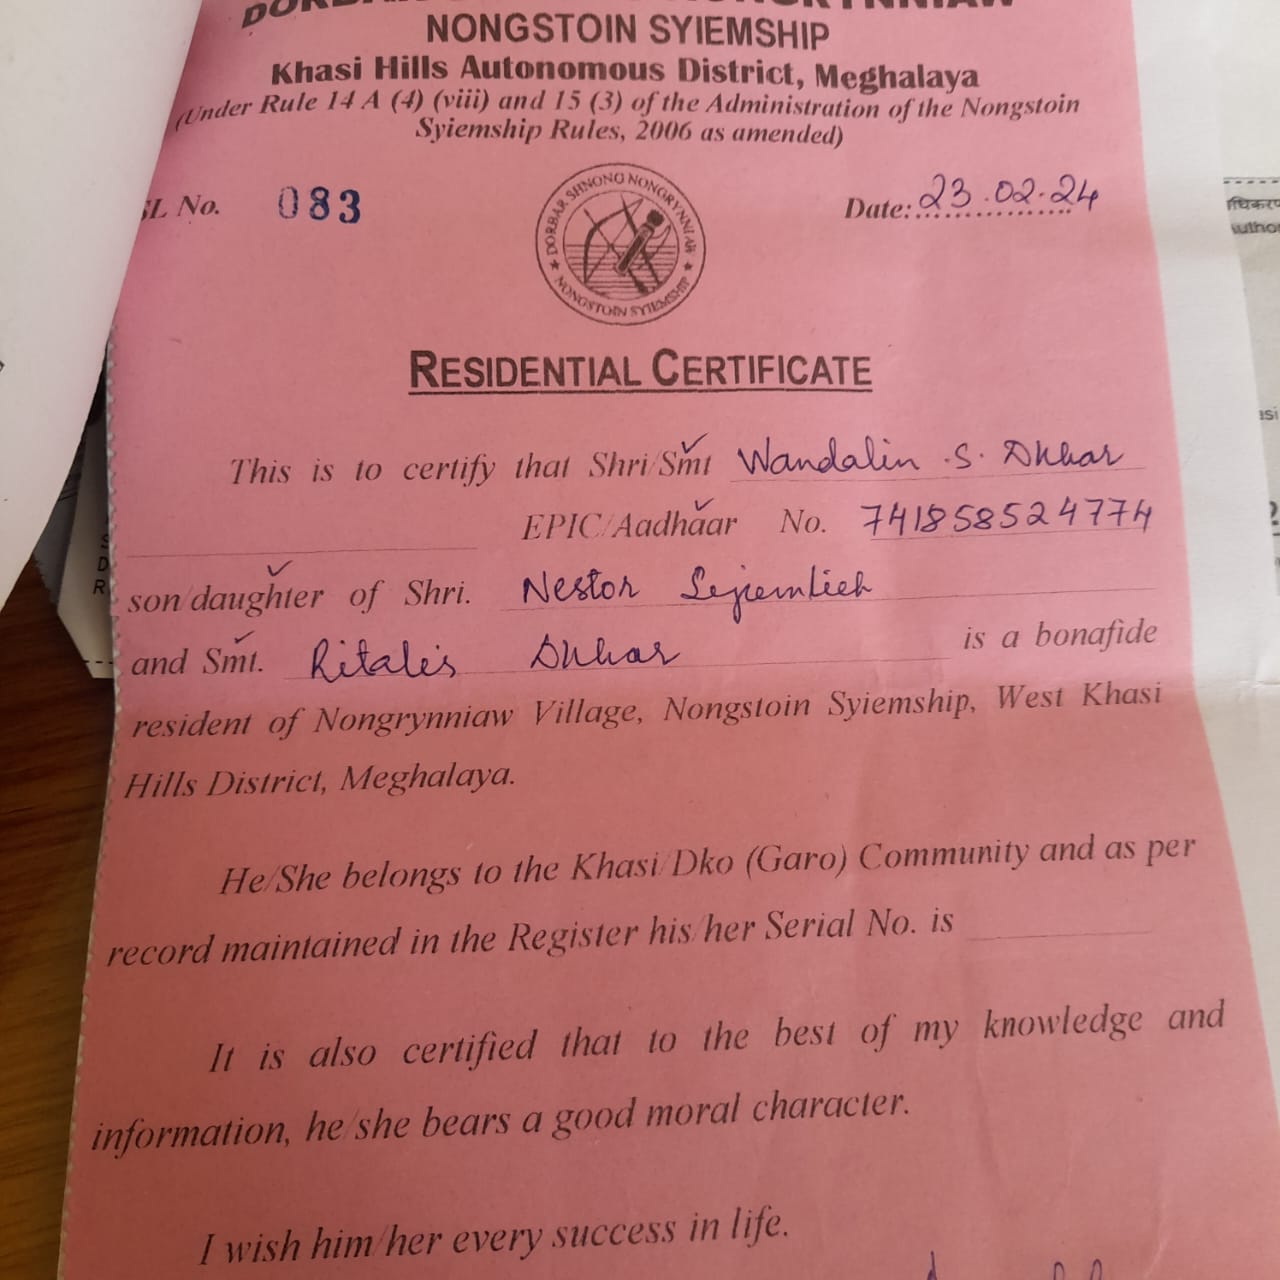 NONGSTOIN SYIEMSHIP
Khasi Hills Autonomous District, Meghalaya
(Under Rule 14 A (4) (viii) and 15 (3) of the Administration of the Nongstoin
Syiemship Rules, 2006 as amended)
SL No. 083
Date: 23.02.24
DORBAR SHNONG NONGRYNNIAW
NONGSTOIN SYIEMSHIP
RESIDENTIAL CERTIFICATE
This is to certify that Shri/Smt Wandalin .S. Dkhar
EPIC/Aadhaar No. 741858524774
son/daughter of Shri. Nestor
and Smt. Ritalis Dkhar is a bonafide
resident of Nongrynniaw Village, Nongstoin Syiemship, West Khasi
Hills District, Meghalaya.
He/She belongs to the Khasi/Dko (Garo) Community and as per
record maintained in the Register his/her Serial No. is
It is also certified that to the best of my knowledge and
information, he/she bears a good moral character.
I wish him/her every success in life.